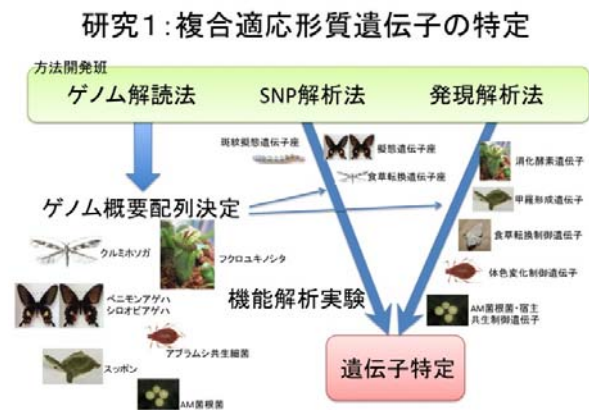 研究1:複合適応形質遺伝子の特定
方法開発班
ゲノム解読法
SNP解析法
発現解析法
斑紋擬態遺伝子座
擬態遺伝子座
食草転換遺伝子座
消化酵素遺伝子
甲羅形成遺伝子
食草転換制御遺伝子
体色変化制御遺伝子
AM菌根菌・宿主
共生制御遺伝子
ゲノム概要配列決定
クルミホソガ
フクロユキノシタ
ベニモンアゲハ
シロオビアゲハ
アブラムシ共生細菌
スッポン
AM菌根菌
機能解析実験
遺伝子特定